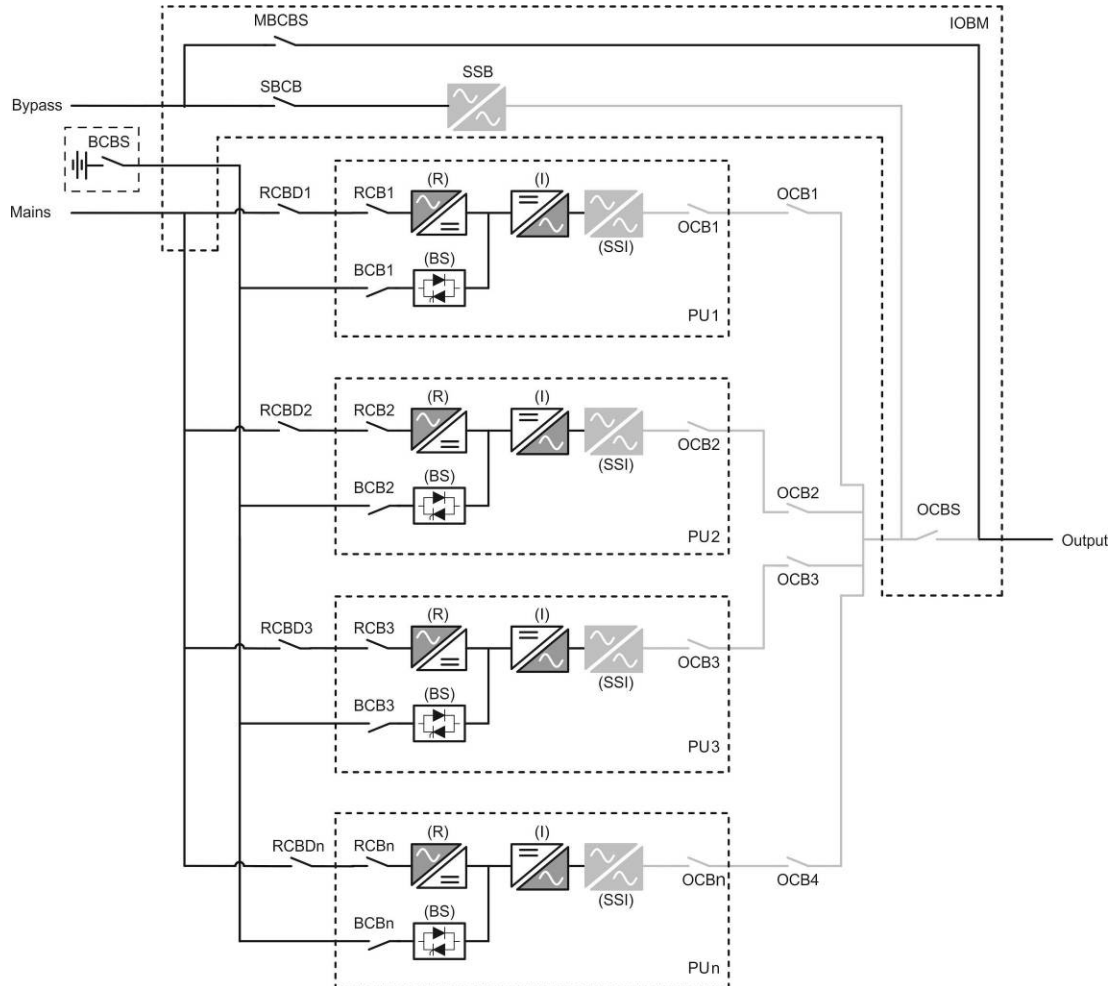 MBCBS
IOBM
SSB
SBCB
Bypass
BCBS
Mains
RCBD1
RCB1
(R)
(I)
(SSI)
OCB1
OCB1
BCB1
(BS)
PU1
RCBD2
RCB2
(R)
(I)
(SSI)
OCB2
BCB2
(BS)
PU2
OCB2
OCBS
Output
OCB3
RCBD3
RCB3
(R)
(I)
(SSI)
OCB3
BCB3
(BS)
PU3
RCBDn
RCBn
(R)
(I)
(SSI)
OCBn
OCB4
BCBn
(BS)
PUn